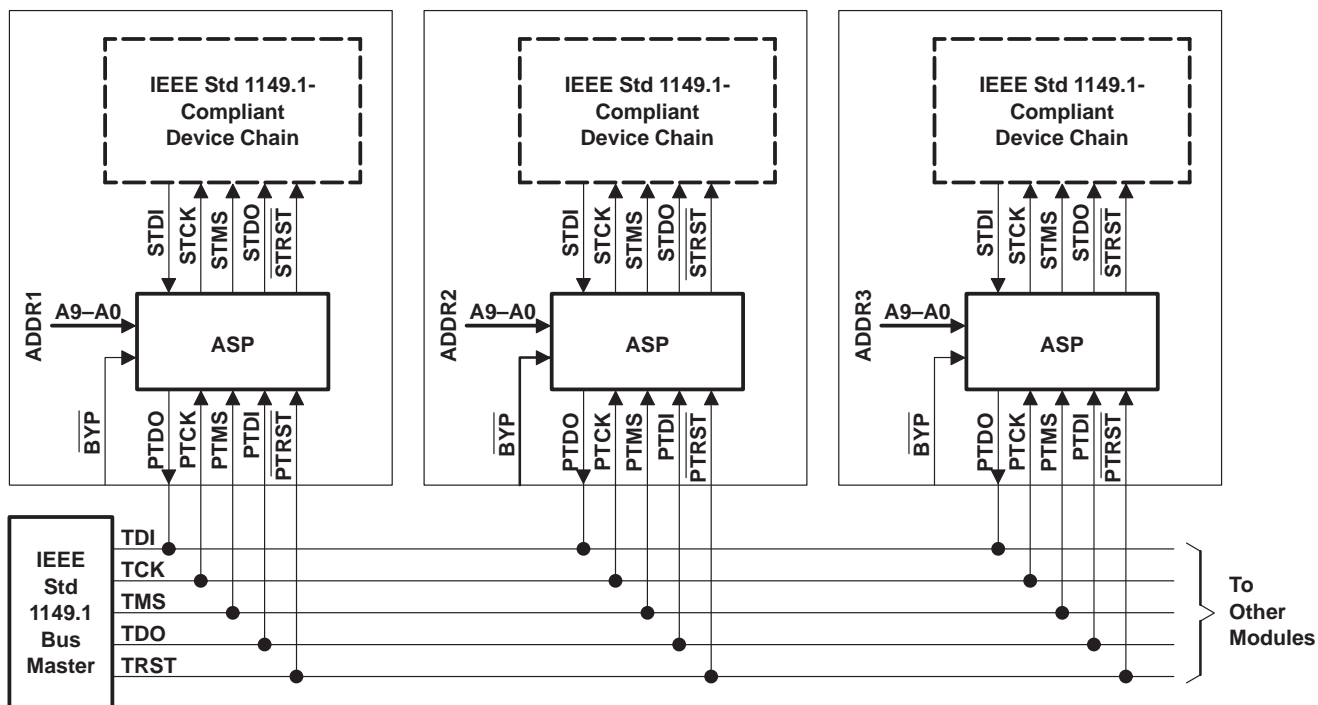 IEEE Std 1149.1-
Compliant
Device Chain
STDI
STCK
STMS
STDO
STRST
ADDR1
A9–A0
ASP
BYP
PTDO
PTCK
PTMS
PTDI
PTRST
IEEE Std 1149.1-
Compliant
Device Chain
STDI
STCK
STMS
STDO
STRST
ADDR2
A9–A0
ASP
BYP
PTDO
PTCK
PTMS
PTDI
PTRST
IEEE Std 1149.1-
Compliant
Device Chain
STDI
STCK
STMS
STDO
STRST
ADDR3
A9–A0
ASP
BYP
PTDO
PTCK
PTMS
PTDI
PTRST
IEEE
Std
1149.1
Bus
Master
TDI
TCK
TMS
TDO
TRST
To
Other
Modules